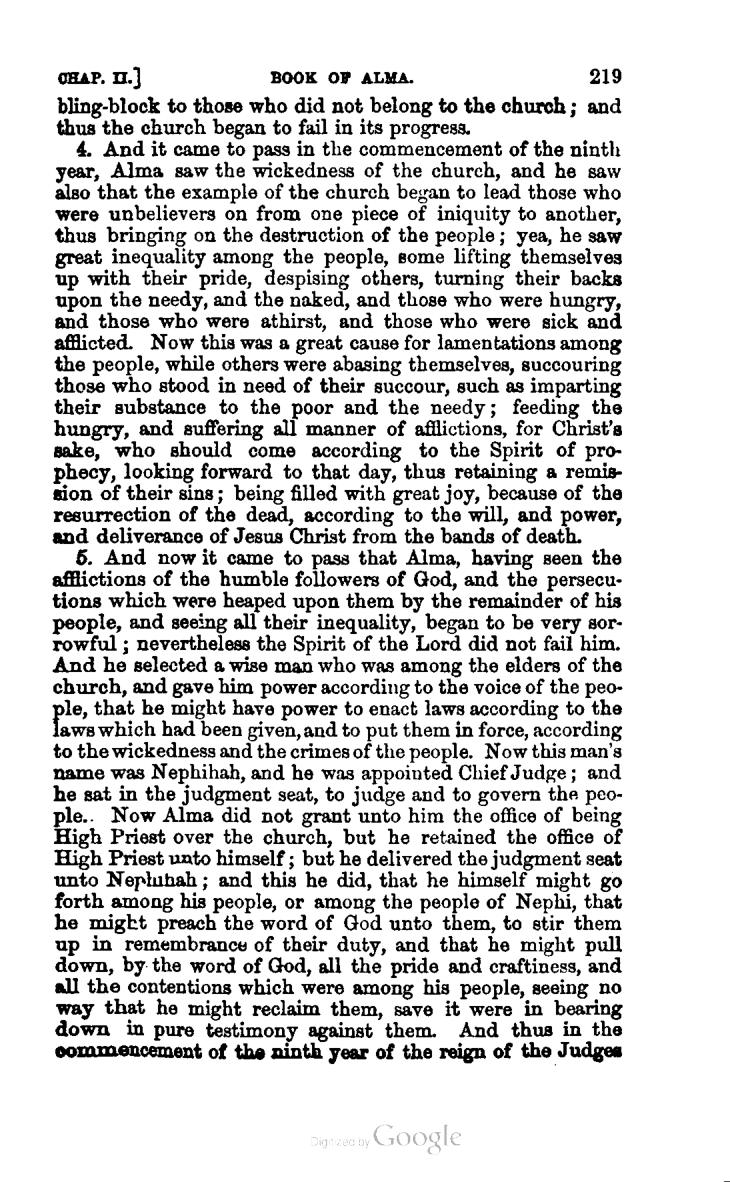 CHAP. II.] BOOK OF ALMA. 219
bling-block to those who did not belong to the church; and
thus the church began to fail in its progress.
4. And it came to pass in the commencement of the ninth
year, Alma saw the wickedness of the church, and he saw
also that the example of the church began to lead those who
were unbelievers on from one piece of iniquity to another,
thus bringing on the destruction of the people; yea, he saw
great inequality among the people, some lifting themselves
up with their pride, despising others, turning their backs
upon the needy, and the naked, and those who were hungry,
and those who were athirst, and those who were sick and
afflicted. Now this was a great cause for lamentations among
the people, while others were abasing themselves, succouring
those who stood in need of their succour, such as imparting
their substance to the poor and the needy; feeding the
hungry, and suffering all manner of afflictions, for Christ's
sake, who should come according to the Spirit of pro-
phecy, looking forward to that day, thus retaining a remis-
sion of their sins; being filled with great joy, because of the
resurrection of the dead, according to the will, and power,
and deliverance of Jesus Christ from the bands of death.
5. And now it came to pass that Alma, having seen the
afflictions of the humble followers of God, and the persecu-
tions which were heaped upon them by the remainder of his
people, and seeing all their inequality, began to be very sor-
rowful; nevertheless the Spirit of the Lord did not fail him.
And he selected a wise man who was among the elders of the
church, and gave him power according to the voice of the peo-
ple, that he might have power to enact laws according to the
laws which had been given, and to put them in force, according
to the wickedness and the crimes of the people. Now this man's
name was Nephihah, and he was appointed Chief Judge; and
he sat in the judgment seat, to judge and to govern the peo-
ple.. Now Alma did not grant unto him the office of being
High Priest over the church, but he retained the office of
High Priest unto himself; but he delivered the judgment seat
unto Nephihah; and this he did, that he himself might go
forth among his people, or among the people of Nephi, that
he might preach the word of God unto them, to stir them
up in remembrance of their duty, and that he might pull
down, by the word of God, all the pride and craftiness, and
all the contentions which were among his people, seeing no
way that he might reclaim them, save it were in bearing
down in pure testimony against them. And thus in the
commencement of the ninth year of the reign of the Judges
Digitized by Google